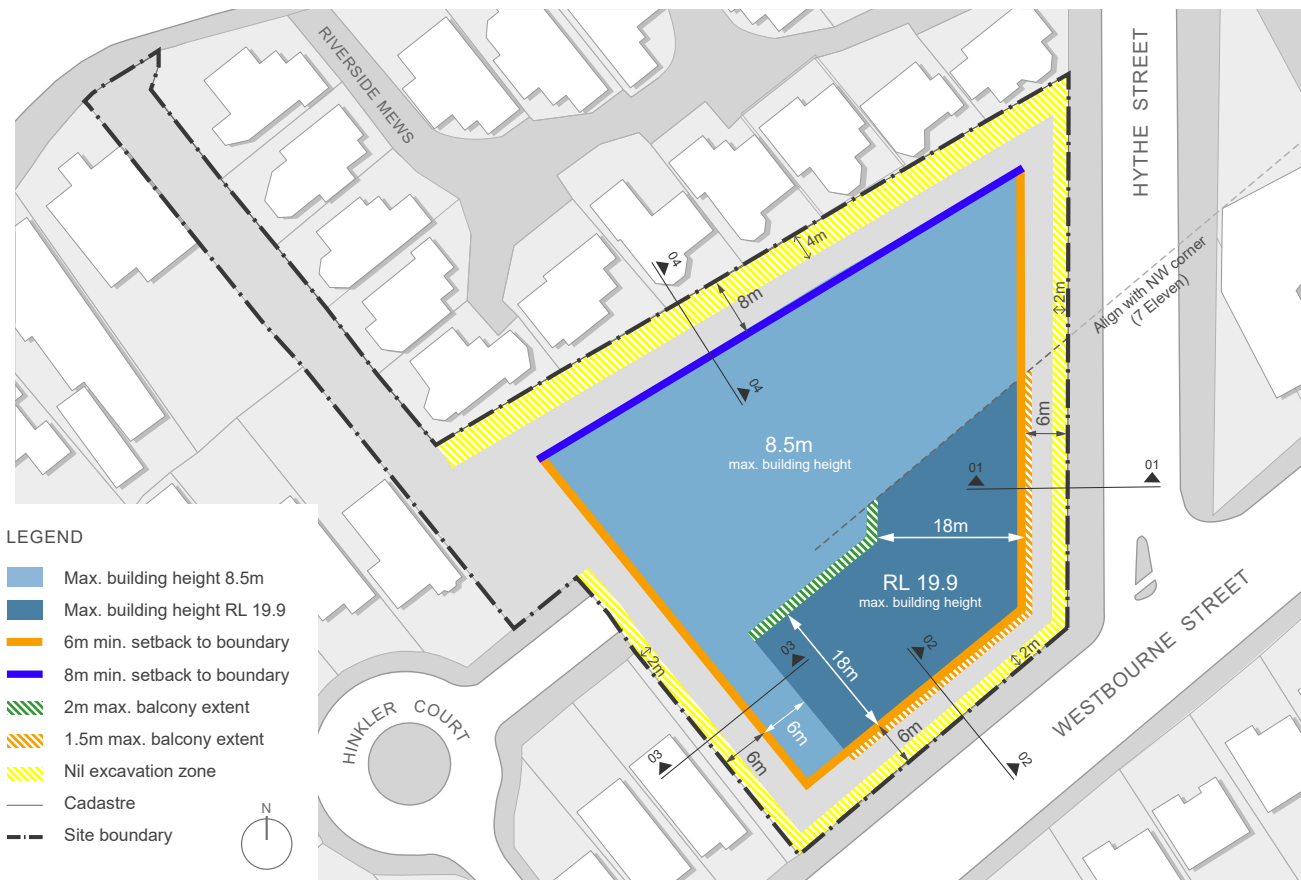 RIVERSIDE MEWS
HYTHE STREET
4m
04
8m
2m
Align with NW corner
(7 Eleven)
04
6m
8.5m
max. building height
01
01
18m
RL 19.9
max. building height
WESTBOURNE STREET
02
2m
03
18m
2m
6m
6m
6m
03
02
HINKLER COURT
LEGEND
Max. building height 8.5m
Max. building height RL 19.9
6m min. setback to boundary
8m min. setback to boundary
2m max. balcony extent
1.5m max. balcony extent
Nil excavation zone
Cadastre
Site boundary
N